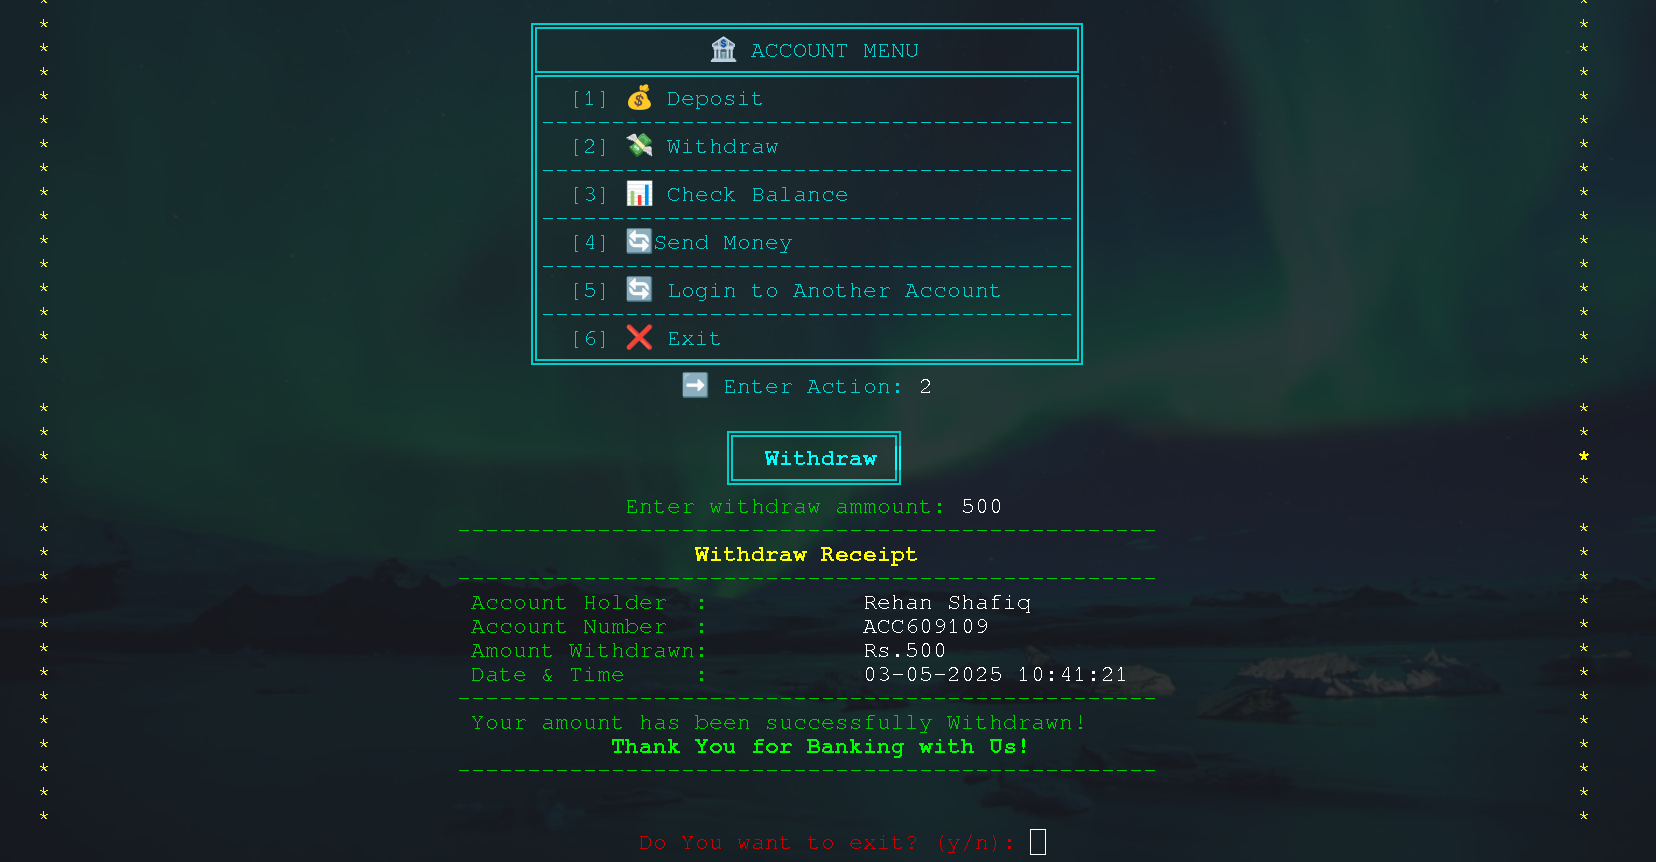 🏦 ACCOUNT MENU
[1] 💰 Deposit
[2] 💸 Withdraw
[3] 📊 Check Balance
[4] 🔄Send Money
[5] 🔄 Login to Another Account
[6] ❌ Exit
➡️ Enter Action: 2
Withdraw
Enter withdraw ammount: 500
Withdraw Receipt
Account Holder  : Rehan Shafiq
Account Number  : ACC609109
Amount Withdrawn: Rs.500
Date & Time     : 03-05-2025 10:41:21
Your amount has been successfully Withdrawn!
Thank You for Banking with Us!
Do You want to exit? (y/n):